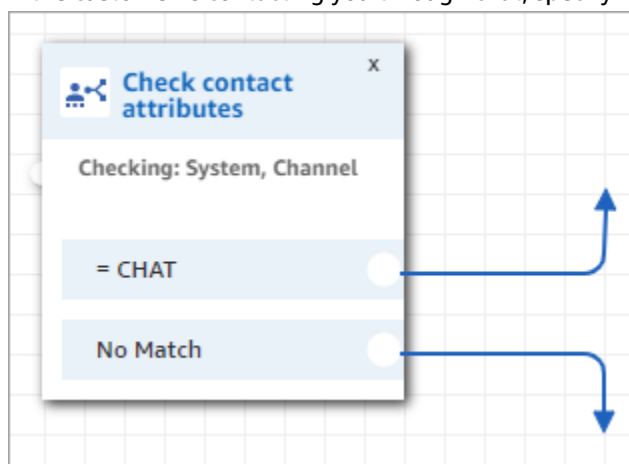 x
Check contact
attributes
Checking: System, Channel
= CHAT
No Match